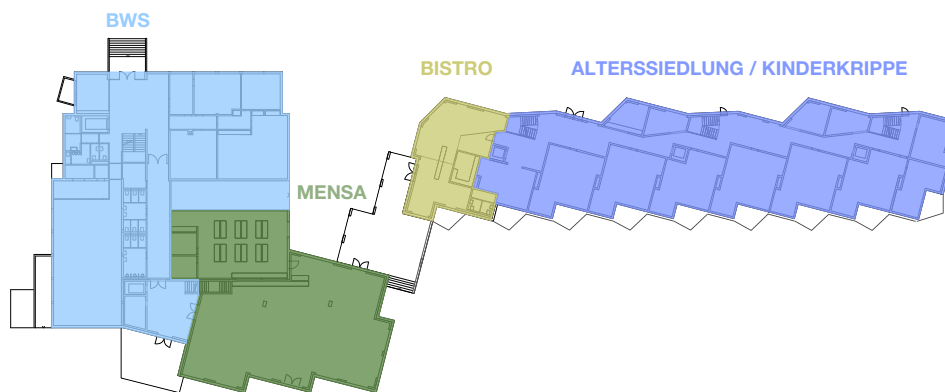 BWS
BISTRO
ALTERSSIEDLUNG / KINDERKRIPPE
MENSA